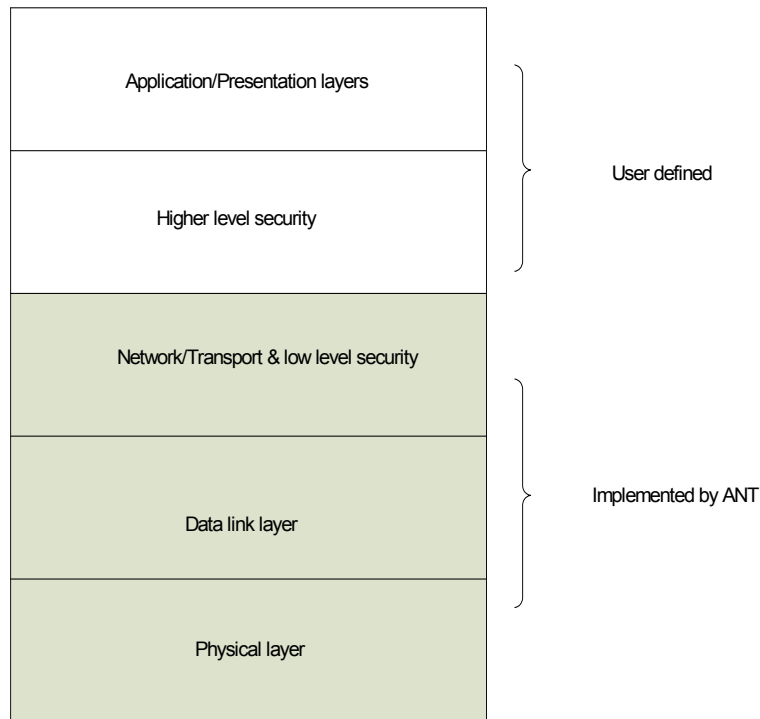 Application/Presentation layers
User defined
Higher level security
Network/Transport & low level security
Implemented by ANT
Data link layer
Physical layer